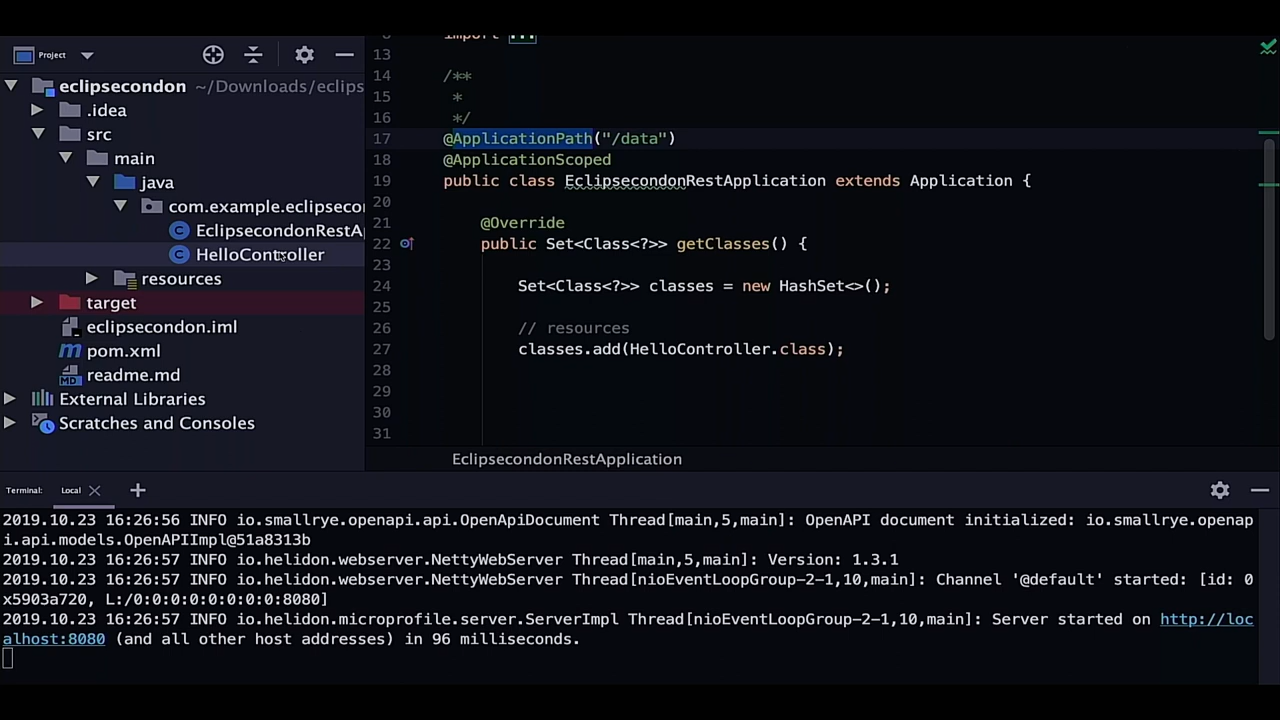 Project
eclipsecondon ~/Downloads/eclips
.idea
src
main
java
com.example.eclipseco
EclipsecondonRestA
HelloController
resources
target
eclipsecondon.iml
pom.xml
readme.md
External Libraries
Scratches and Consoles
import ...
13
14 /**
15 *
16 */
17 @ApplicationPath("/data")
18 @ApplicationScoped
19 public class EclipsecondonRestApplication extends Application {
20
21 @Override
22 public Set<Class<?>> getClasses() {
23
24 Set<Class<?>> classes = new HashSet<>();
25
26 // resources
27 classes.add(HelloController.class);
28
29
30
31
EclipsecondonRestApplication
Terminal: Local
2019.10.23 16:26:56 INFO io.smallrye.openapi.api.OpenApiDocument Thread[main,5,main]: OpenAPI document initialized: io.smallrye.openap
i.api.models.OpenAPIImpl@51a8313b
2019.10.23 16:26:57 INFO io.helidon.webserver.NettyWebServer Thread[main,5,main]: Version: 1.3.1
2019.10.23 16:26:57 INFO io.helidon.webserver.NettyWebServer Thread[nioEventLoopGroup-2-1,10,main]: Channel '@default' started: [id: 0
x5903a720, L:/0:0:0:0:0:0:0:0:8080]
2019.10.23 16:26:57 INFO io.helidon.microprofile.server.ServerImpl Thread[nioEventLoopGroup-2-1,10,main]: Server started on http://loc
alhost:8080 (and all other host addresses) in 96 milliseconds.